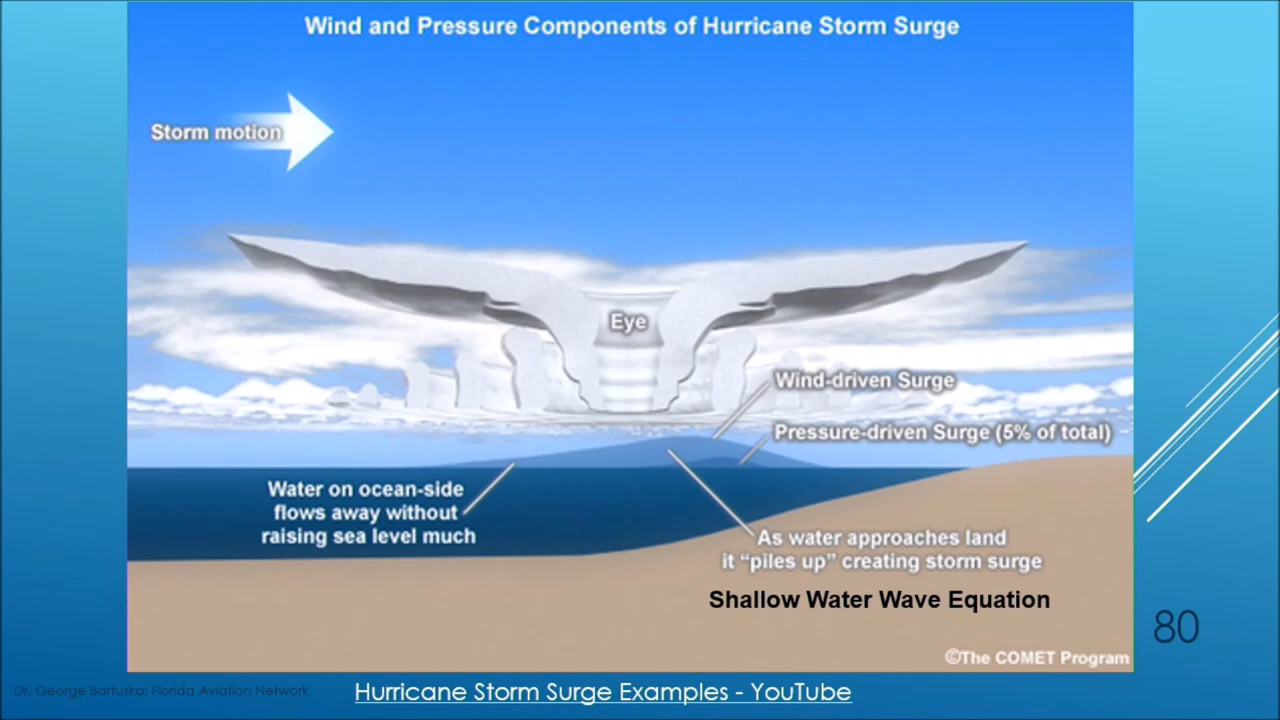 Wind and Pressure Components of Hurricane Storm Surge
Storm motion
Eye
Wind-driven Surge
Pressure-driven Surge (5% of total)
Water on ocean-side
flows away without
raising sea level much
As water approaches land
it “piles up” creating storm surge
Shallow Water Wave Equation
80
©The COMET Program
Dr. George Bartuska: Florida Aviation Network
Hurricane Storm Surge Examples - YouTube